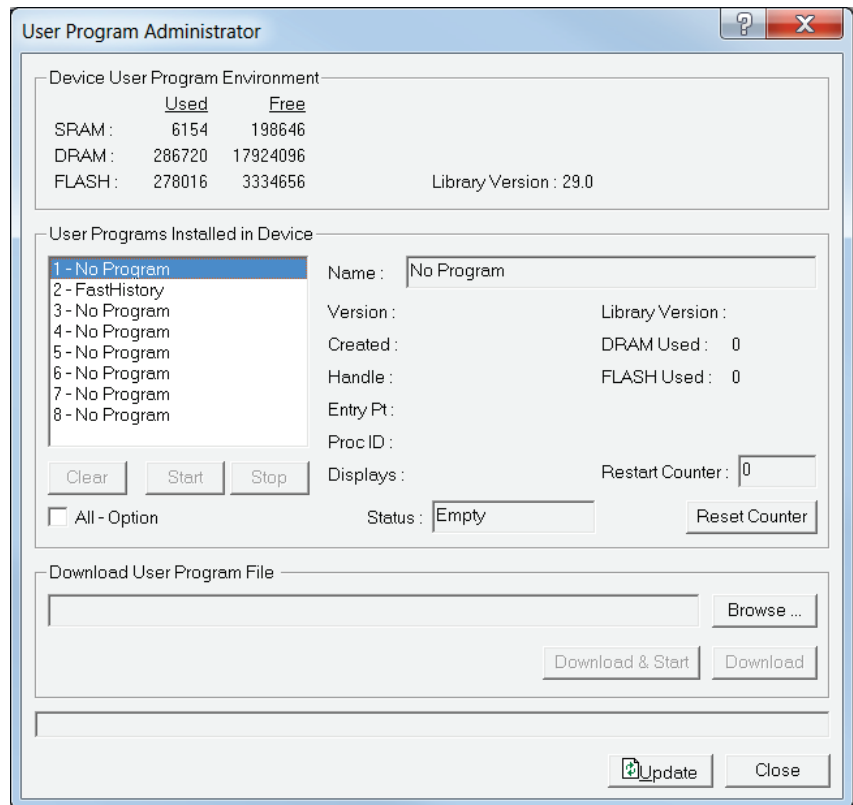 User Program Administrator
Device User Program Environment
Used Free
SRAM : 6154 198646
DRAM : 286720 17924096
FLASH : 278016 3334656 Library Version : 29.0
User Programs Installed in Device
1 - No Program
2 - FastHistory
3 - No Program
4 - No Program
5 - No Program
6 - No Program
7 - No Program
8 - No Program
Name : No Program
Version : Library Version :
Created : DRAM Used : 0
Handle : FLASH Used : 0
Entry Pt :
Proc ID :
Displays : Restart Counter : 0
Clear Start Stop
All - Option Status : Empty Reset Counter
Download User Program File
Browse ...
Download & Start Download
Update Close